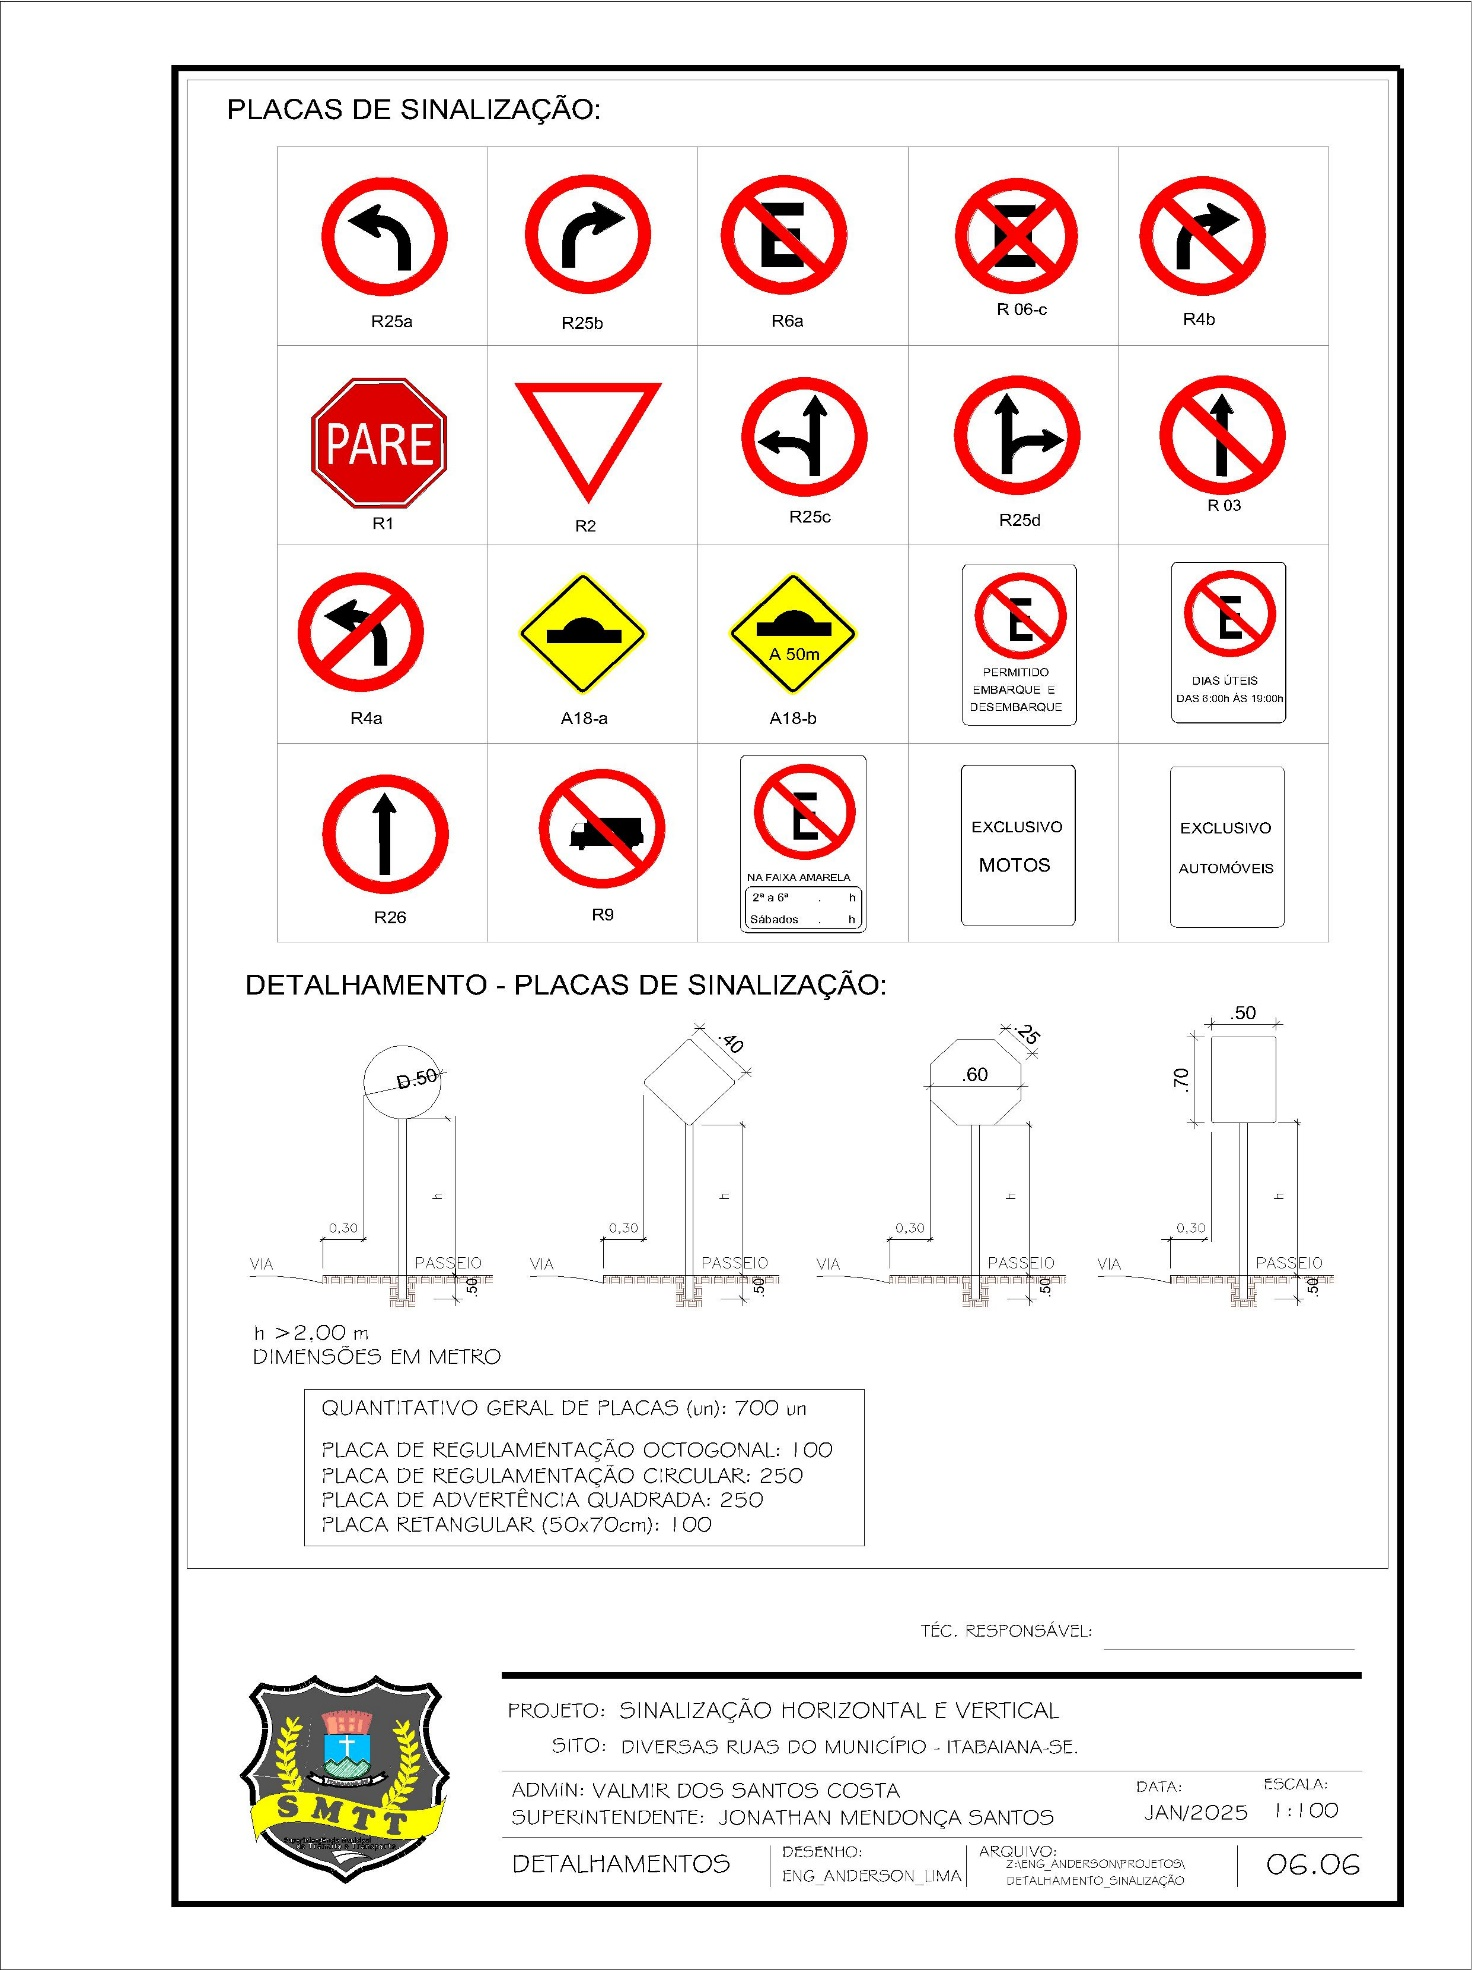 PLACAS DE SINALIZAÇÃO:
R25a
R25b
E
R6a
E
R 06-c
R4b
PARE
R1
R2
R25c
R25d
R 03
R4a
A18-a
A 50m
A18-b
E
PERMITIDO
EMBARQUE E
DESEMBARQUE
E
DIAS ÚTEIS
DAS 6:00h ÀS 19:00h
R26
R9
E
NA FAIXA AMARELA
2ª a 6ª . h
Sábados . h
EXCLUSIVO
MOTOS
EXCLUSIVO
AUTOMÓVEIS
DETALHAMENTO - PLACAS DE SINALIZAÇÃO:
D.50
h
0,30
VIA
PASSEIO
.50
.40
h
0,30
VIA
PASSEIO
.50
.25
.60
h
0,30
VIA
PASSEIO
.50
.50
.70
h
0,30
VIA
PASSEIO
.50
h >2.00 m
DIMENSÕES EM METRO
QUANTITATIVO GERAL DE PLACAS (un): 700 un
PLACA DE REGULAMENTAÇÃO OCTOGONAL: 100
PLACA DE REGULAMENTAÇÃO CIRCULAR: 250
PLACA DE ADVERTÊNCIA QUADRADA: 250
PLACA RETANGULAR (50x70cm): 100
TÉC. RESPONSÁVEL:
SMTT
PROJETO: SINALIZAÇÃO HORIZONTAL E VERTICAL
SITO: DIVERSAS RUAS DO MUNICÍPIO - ITABAIANA-SE.
ADMIN: VALMIR DOS SANTOS COSTA
SUPERINTENDENTE: JONATHAN MENDONÇA SANTOS
DATA:
JAN/2025
ESCALA:
1:100
DETALHAMENTOS
DESENHO:
ENG_ANDERSON_LIMA
ARQUIVO:
Z:\ENG_ANDERSON\PROJETOS\
DETALHAMENTO_SINALIZAÇÃO
06.06